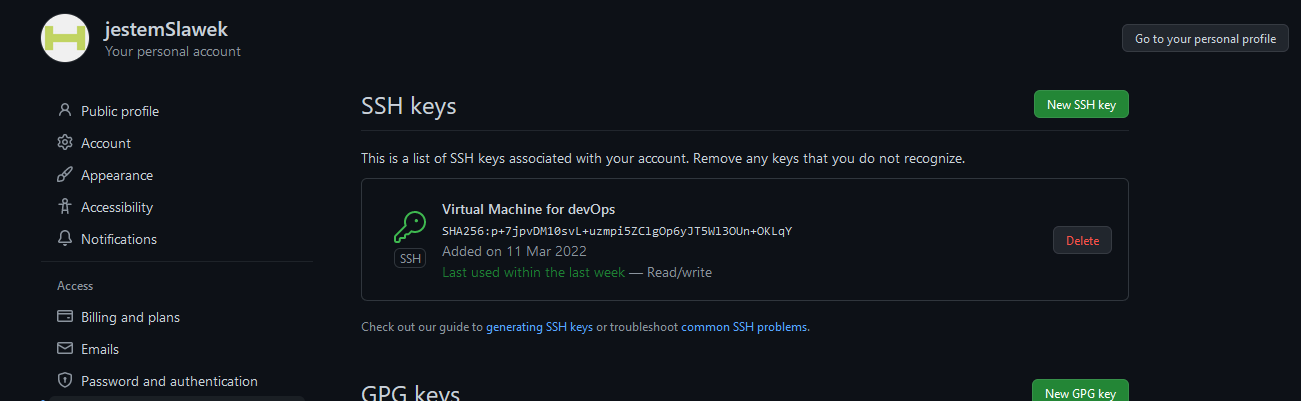 jestemSlawek
Your personal account
Go to your personal profile
Public profile
Account
Appearance
Accessibility
Notifications
Access
Billing and plans
Emails
Password and authentication
SSH keys
New SSH key
This is a list of SSH keys associated with your account. Remove any keys that you do not recognize.
Virtual Machine for devOps
SHA256:p+7jpvDM10svL+uzmpi5ZC1gOp6yJT5Wl3OUn+OKLqY
Added on 11 Mar 2022
Last used within the last week — Read/write
SSH
Delete
Check out our guide to generating SSH keys or troubleshoot common SSH problems.
GPG keys
New GPG key